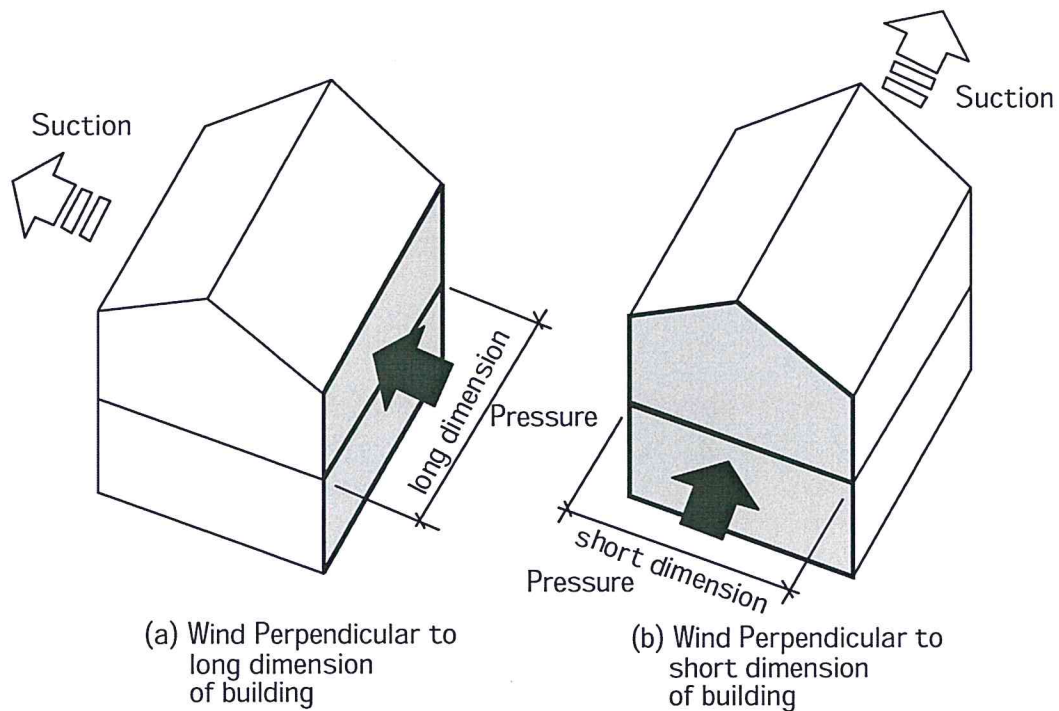 Suction
Suction
long dimension
Pressure
short dimension
Pressure
(a) Wind Perpendicular to
long dimension
of building
(b) Wind Perpendicular to
short dimension
of building